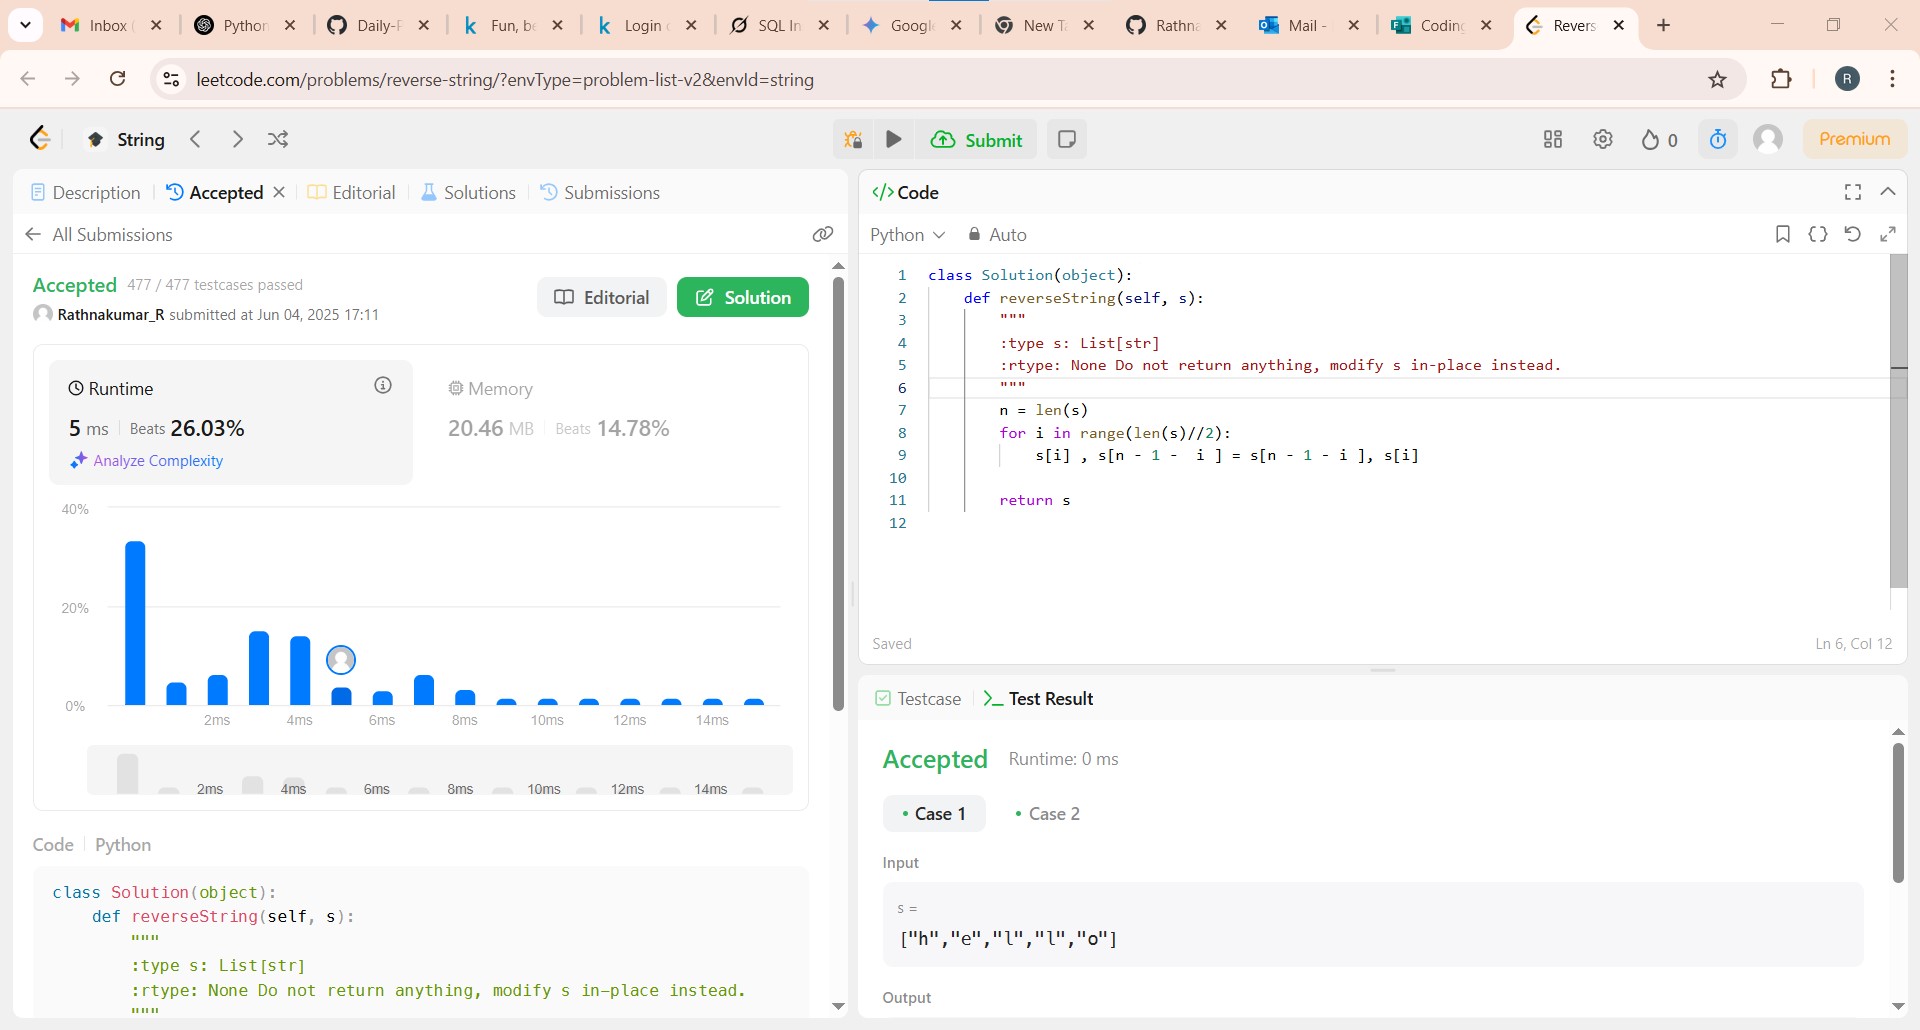 Inbox (
Python
Daily-P
Fun, be
Login
SQL In
Google
New Ta
Rathna
Mail -
Coding
Revers
leetcode.com/problems/reverse-string/?envType=problem-list-v2&envId=string
R
String
Submit
0
Premium
Description
Accepted
Editorial
Solutions
Submissions
All Submissions
Accepted 477 / 477 testcases passed
Rathnakumar_R submitted at Jun 04, 2025 17:11
Editorial
Solution
Runtime
5 ms Beats 26.03%
Analyze Complexity
Memory
20.46 MB Beats 14.78%
40%
20%
0%
2ms 4ms 6ms 8ms 10ms 12ms 14ms
2ms 4ms 6ms 8ms 10ms 12ms 14ms
Code Python
class Solution(object):
def reverseString(self, s):
"""
:type s: List[str]
:rtype: None Do not return anything, modify s in-place instead.
"""
</> Code
Python Auto
1 class Solution(object):
2 def reverseString(self, s):
3 """
4 :type s: List[str]
5 :rtype: None Do not return anything, modify s in-place instead.
6 """
7 n = len(s)
8 for i in range(len(s)//2):
9 s[i] , s[n - 1 -  i ] = s[n - 1 - i ], s[i]
10
11 return s
12
Saved
Ln 6, Col 12
Testcase
Test Result
Accepted Runtime: 0 ms
Case 1
Case 2
Input
s =
["h","e","l","l","o"]
Output